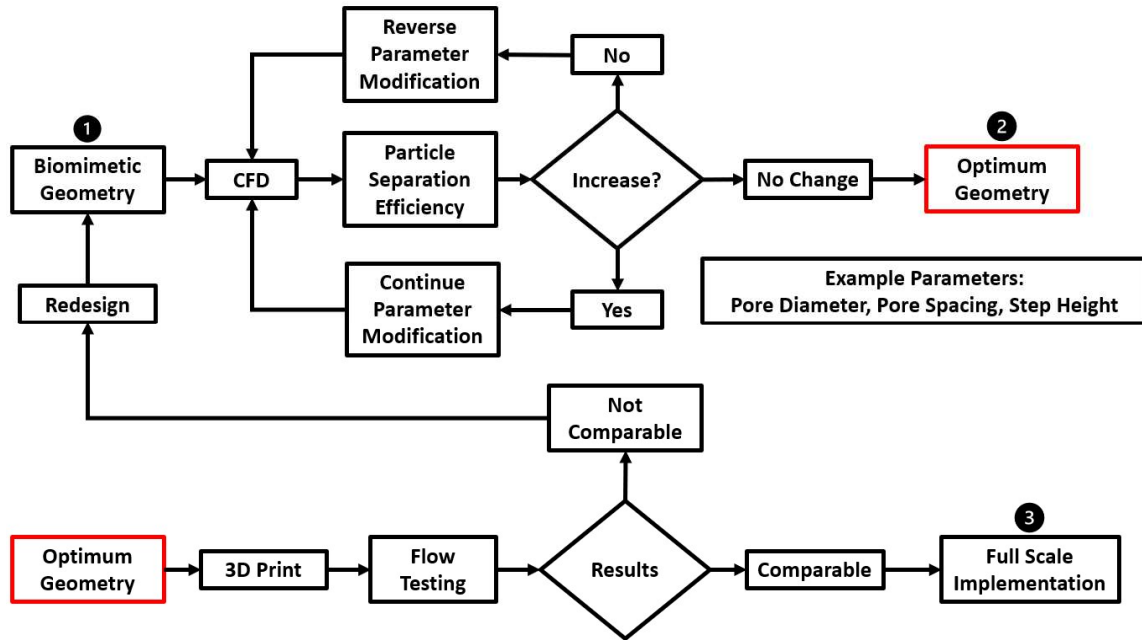 Reverse
Parameter
Modification
No
1
2
Biomimetic
Geometry
CFD
Particle
Separation
Efficiency
Increase?
No Change
Optimum
Geometry
Redesign
Continue
Parameter
Modification
Yes
Example Parameters:
Pore Diameter, Pore Spacing, Step Height
Not
Comparable
3
Optimum
Geometry
3D Print
Flow
Testing
Results
Comparable
Full Scale
Implementation